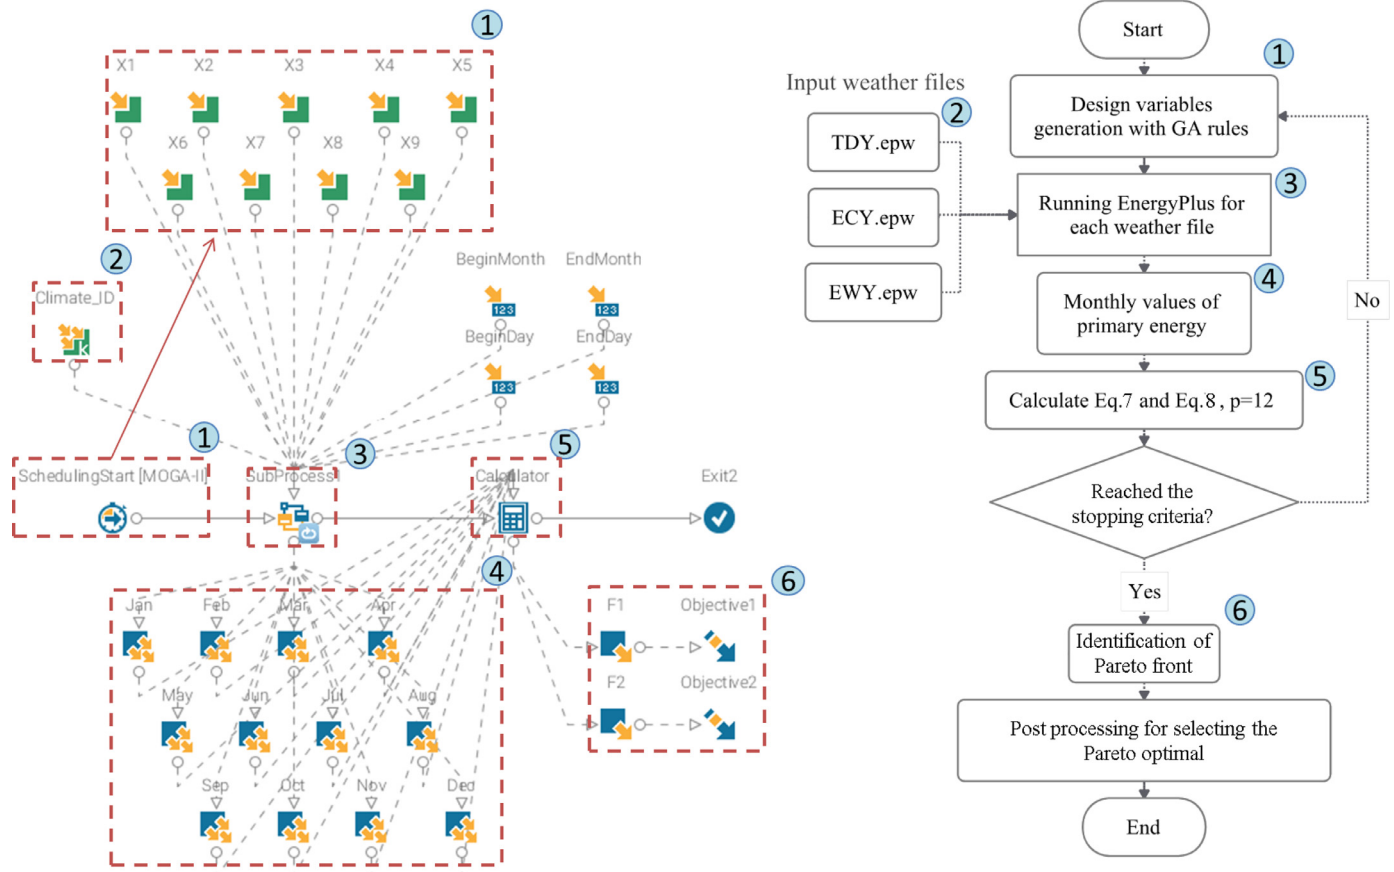 1
X1 X2 X3 X4 X5
X6 X7 X8 X9
2
Climate_ID
BeginMonth EndMonth
123 123
BeginDay EndDay
123 123
1
SchedulingStart [MOGA-II]
3
SubProcess1
5
Calculator
Exit2
4
Jan Feb Mar Apr
May Jun Jul Aug
Sep Oct Nov Dec
6
F1 Objective1
F2 Objective2
Start
1
Design variables
generation with GA rules
Input weather files
2
TDY.epw
ECY.epw
EWY.epw
3
Running EnergyPlus for
each weather file
4
Monthly values of
primary energy
No
5
Calculate Eq.7 and Eq.8 , p=12
Reached the
stopping criteria?
Yes
6
Identification of
Pareto front
Post processing for selecting the
Pareto optimal
End